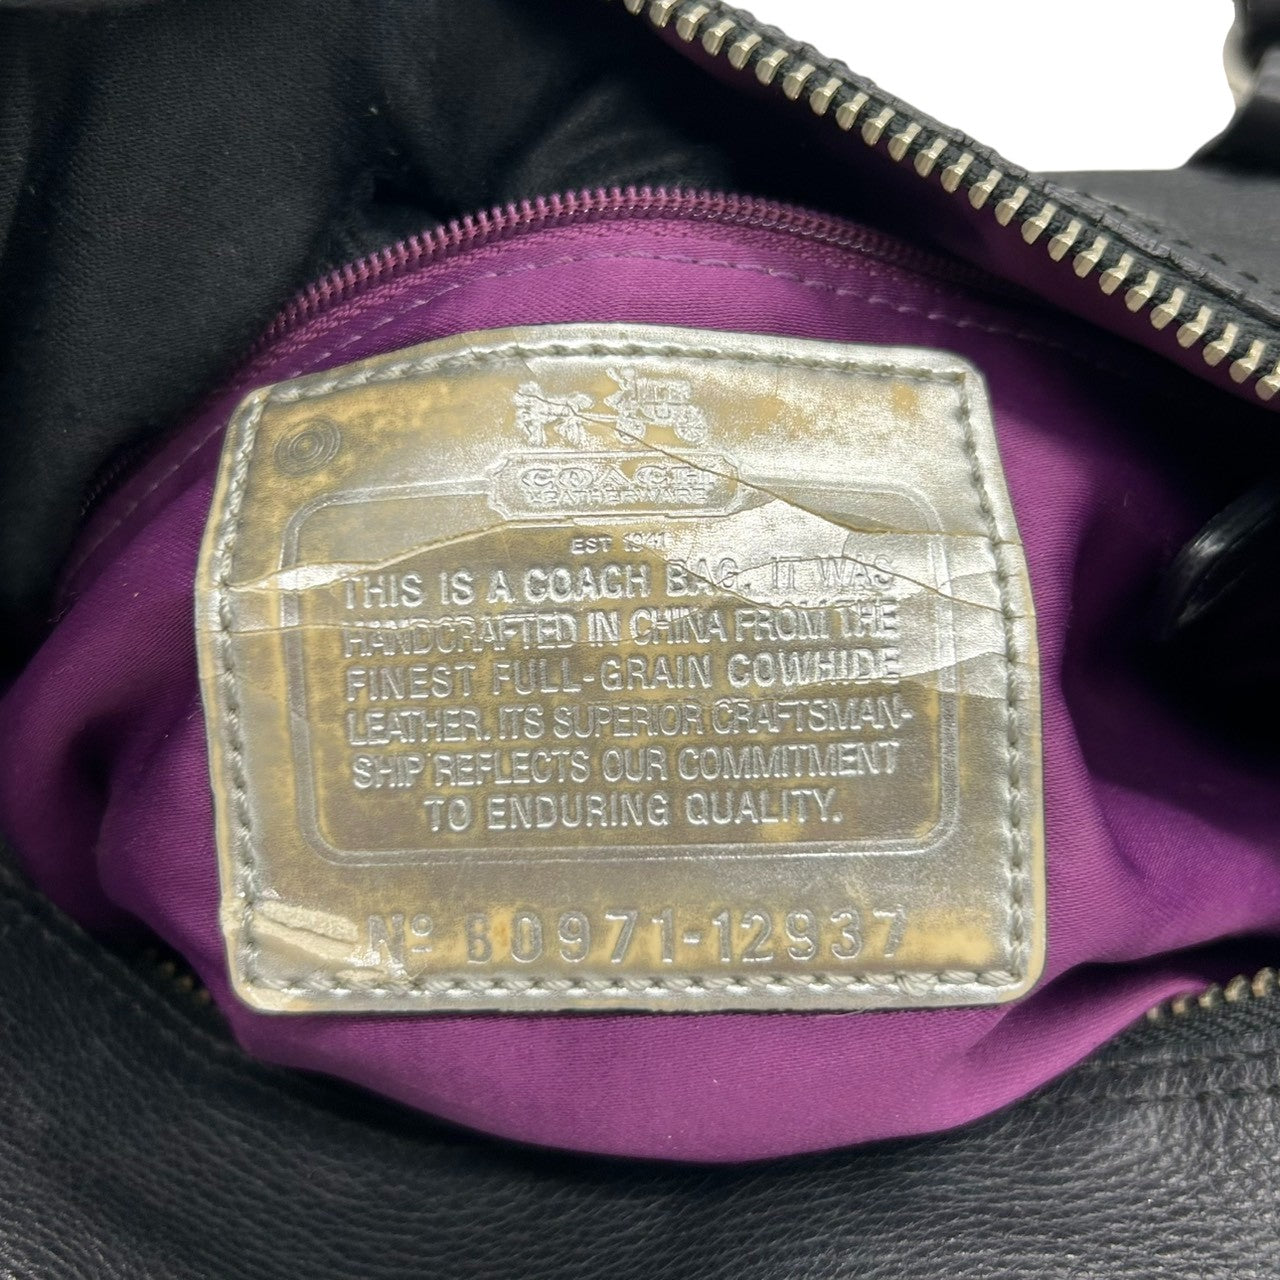 COACH
LEATHERWARE
EST 1941
THIS IS A COACH BAG. IT WAS
HANDCRAFTED IN CHINA FROM THE
FINEST FULL-GRAIN COWHIDE
LEATHER. ITS SUPERIOR CRAFTSMAN-
SHIP REFLECTS OUR COMMITMENT
TO ENDURING QUALITY.
Nº B0971-12937